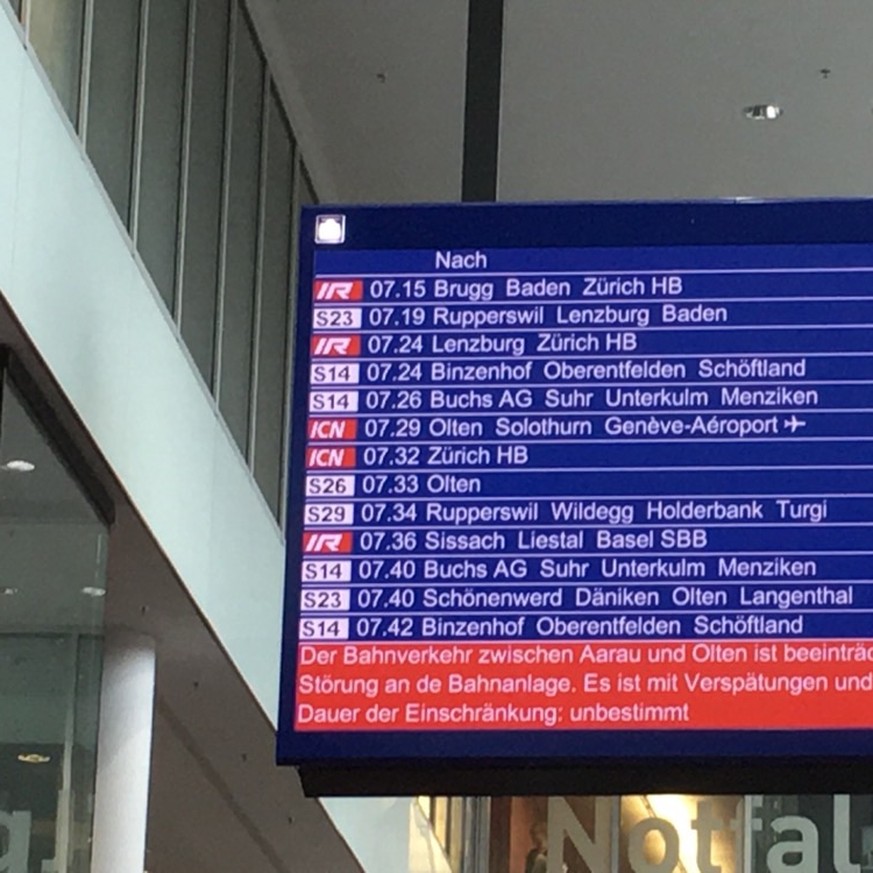 Nach
IR 07.15 Brugg Baden Zürich HB
S23 07.19 Rupperswil Lenzburg Baden
IR 07.24 Lenzburg Zürich HB
S14 07.24 Binzenhof Oberentfelden Schöftland
S14 07.26 Buchs AG Suhr Unterkulm Menziken
ICN 07.29 Olten Solothurn Genève-Aéroport
ICN 07.32 Zürich HB
S26 07.33 Olten
S29 07.34 Rupperswil Wildegg Holderbank Turgi
IR 07.36 Sissach Liestal Basel SBB
S14 07.40 Buchs AG Suhr Unterkulm Menziken
S23 07.40 Schönenwerd Däniken Olten Langenthal
S14 07.42 Binzenhof Oberentfelden Schöftland
Der Bahnverkehr zwischen Aarau und Olten ist
Störung an de Bahnanlage. Es ist mit Verspätungen und
Dauer der Einschränkung: unbestimmt
Notfal